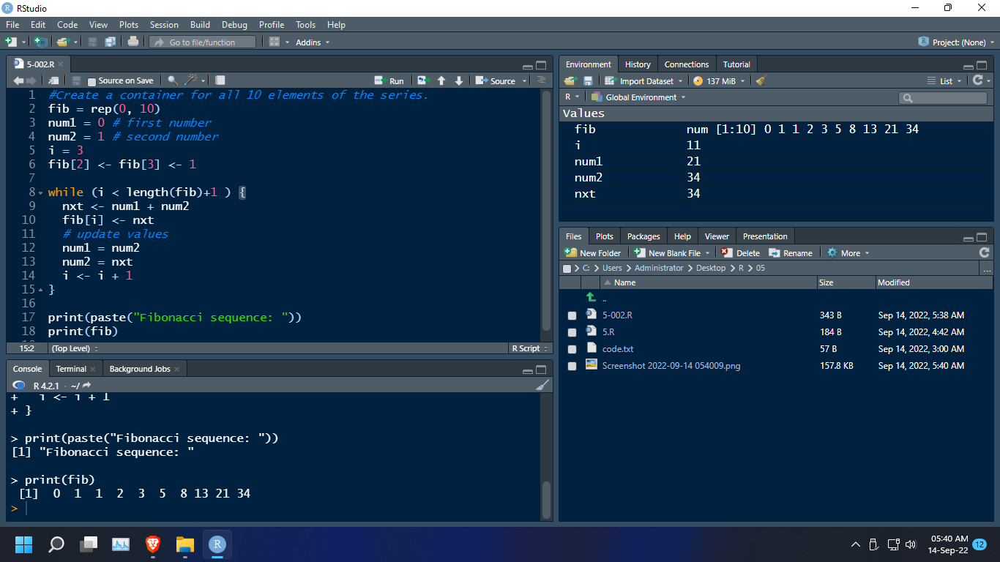 RStudio
File Edit Code View Plots Session Build Debug Profile Tools Help
Go to file/function Addins Project: (None)
5-002.R
Source on Save Run Source
1 #Create a container for all 10 elements of the series.
2 fib = rep(0, 10)
3 num1 = 0 # first number
4 num2 = 1 # second number
5 i = 3
6 fib[2] <- fib[3] <- 1
7
8 while (i < length(fib)+1 ) {
9 nxt <- num1 + num2
10 fib[i] <- nxt
11 # update values
12 num1 = num2
13 num2 = nxt
14 i <- i + 1
15 }
16
17 print(paste("Fibonacci sequence: "))
18 print(fib)
15:2 (Top Level) R Script
Console Terminal Background Jobs
R 4.2.1 · ~/
+ i <- i + 1
+ }
> print(paste("Fibonacci sequence: "))
[1] "Fibonacci sequence: "
> print(fib)
[1] 0 1 1 2 3 5 8 13 21 34
>
Environment History Connections Tutorial
Import Dataset 137 MiB List
R Global Environment
Values
fib num [1:10] 0 1 1 2 3 5 8 13 21 34
i 11
num1 21
num2 34
nxt 34
Files Plots Packages Help Viewer Presentation
New Folder New Blank File Delete Rename More
C: Users Administrator Desktop R 05 ...
Name Size Modified
..
5-002.R 343 B Sep 14, 2022, 5:38 AM
5.R 184 B Sep 14, 2022, 4:42 AM
code.txt 57 B Sep 14, 2022, 3:00 AM
Screenshot 2022-09-14 054009.png 157.8 KB Sep 14, 2022, 5:40 AM
05:40 AM
14-Sep-22
12